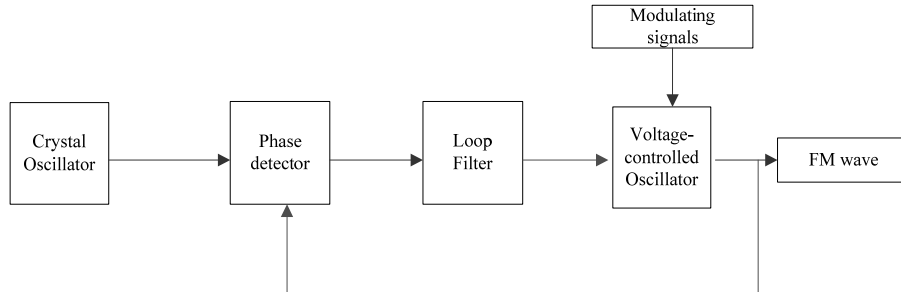 Modulating
signals
Crystal
Oscillator
Phase
detector
Loop
Filter
Voltage-
controlled
Oscillator
FM wave